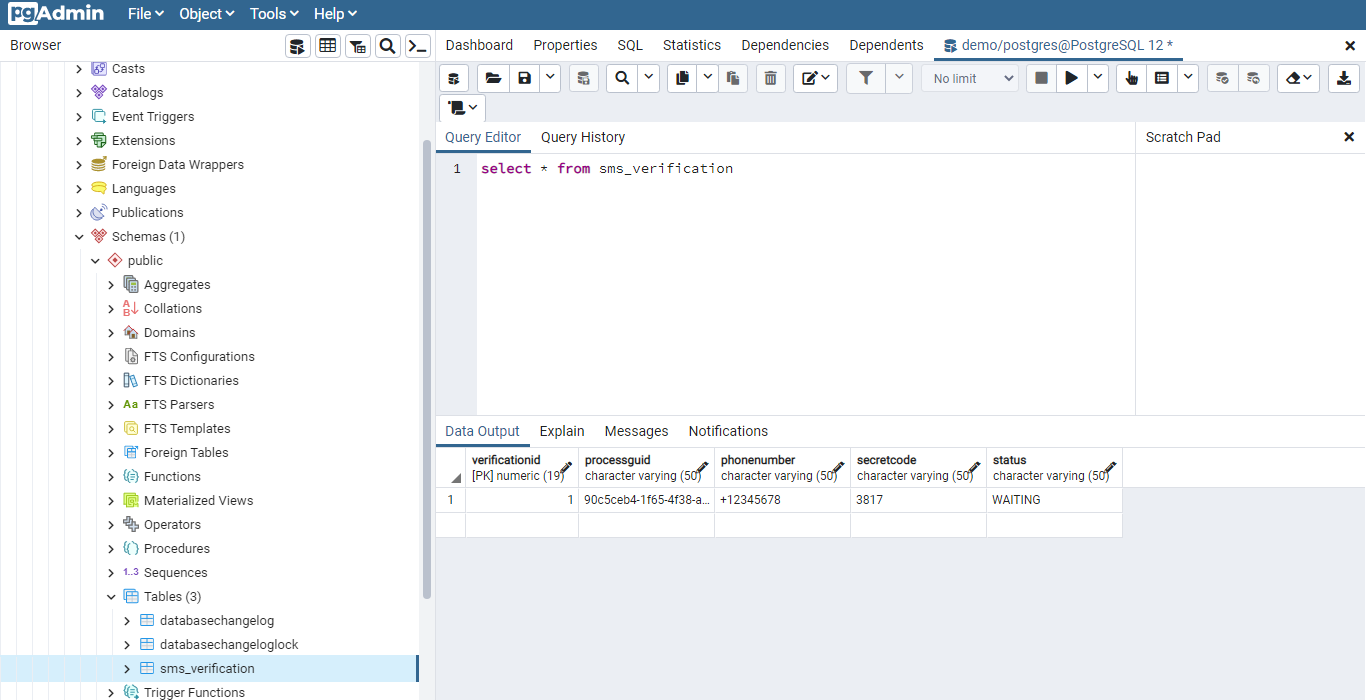 pgAdmin File Object Tools Help
Browser
Dashboard Properties SQL Statistics Dependencies Dependents demo/postgres@PostgreSQL 12 *
Casts
Catalogs
Event Triggers
Extensions
Foreign Data Wrappers
Languages
Publications
Schemas (1)
public
Aggregates
Collations
Domains
FTS Configurations
FTS Dictionaries
Aa FTS Parsers
FTS Templates
Foreign Tables
Functions
Materialized Views
Operators
Procedures
1..3 Sequences
Tables (3)
databasechangelog
databasechangeloglock
sms_verification
Trigger Functions
No limit
Query Editor Query History
Scratch Pad
1 select * from sms_verification
Data Output Explain Messages Notifications
verificationid processguid phonenumber secretcode status
[PK] numeric (19) character varying (50) character varying (50) character varying (50) character varying (50)
1 1 90c5ceb4-1f65-4f38-a... +12345678 3817 WAITING